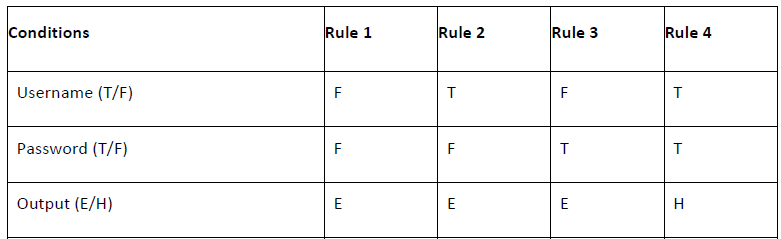 Conditions Rule 1 Rule 2 Rule 3 Rule 4
Username (T/F) F T F T
Password (T/F) F F T T
Output (E/H) E E E H